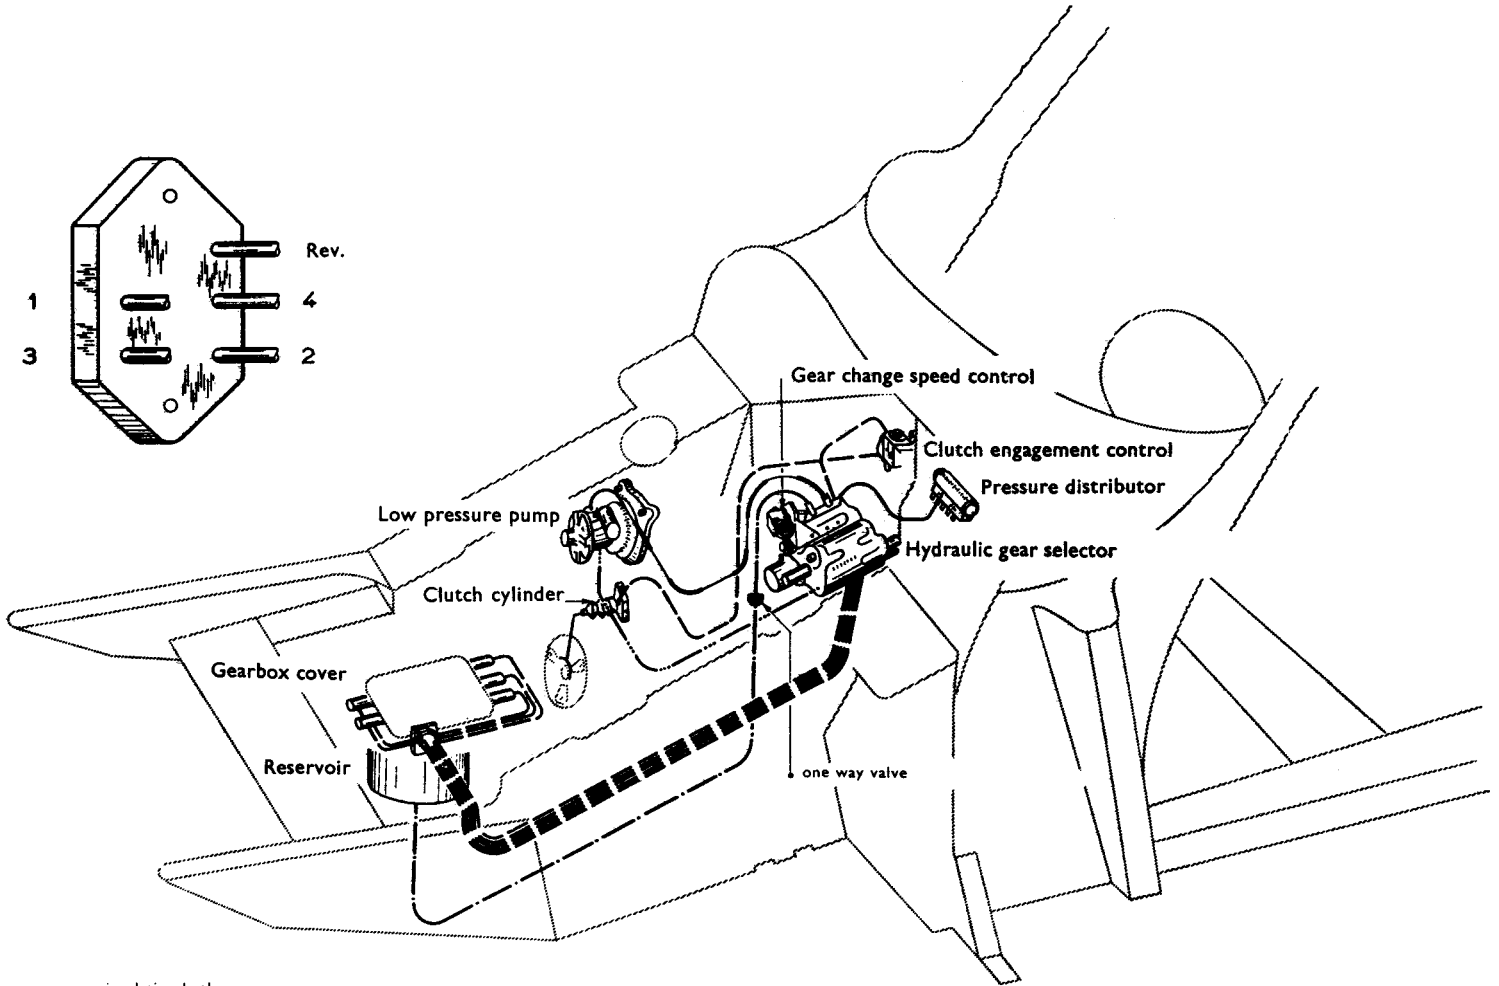 Rev.
1
4
3
2
Gear change speed control
Clutch engagement control
Pressure distributor
Low pressure pump
Hydraulic gear selector
Clutch cylinder
Gearbox cover
Reservoir
one way valve